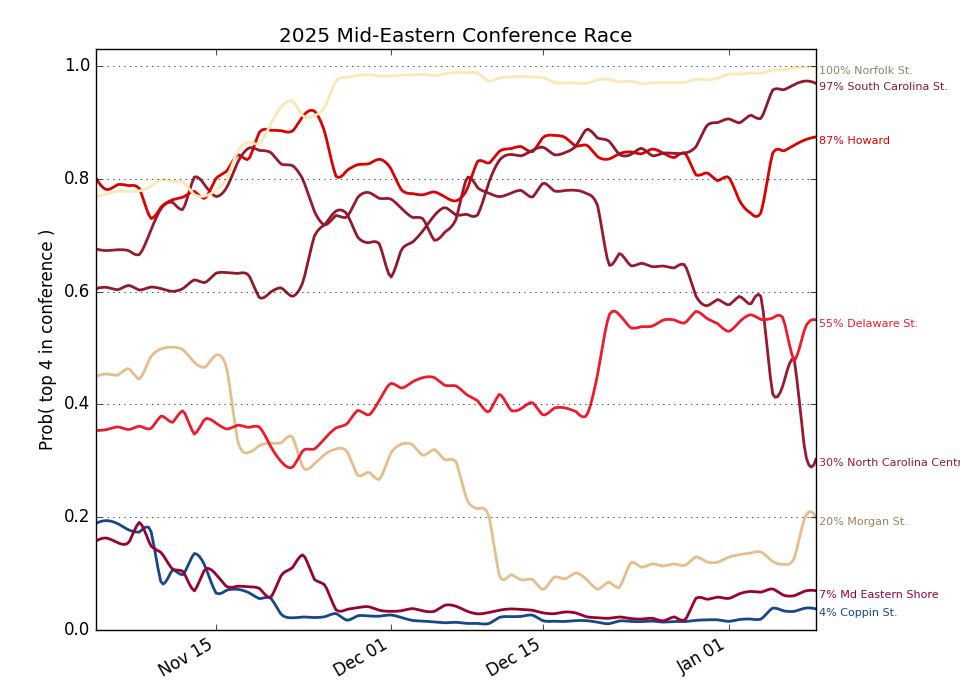 2025 Mid-Eastern Conference Race
Prob( top 4 in conference )
1.0
0.8
0.6
0.4
0.2
0.0
Nov 15
Dec 01
Dec 15
Jan 01
100% Norfolk St.
97% South Carolina St.
87% Howard
55% Delaware St.
30% North Carolina Centr
20% Morgan St.
7% Md Eastern Shore
4% Coppin St.